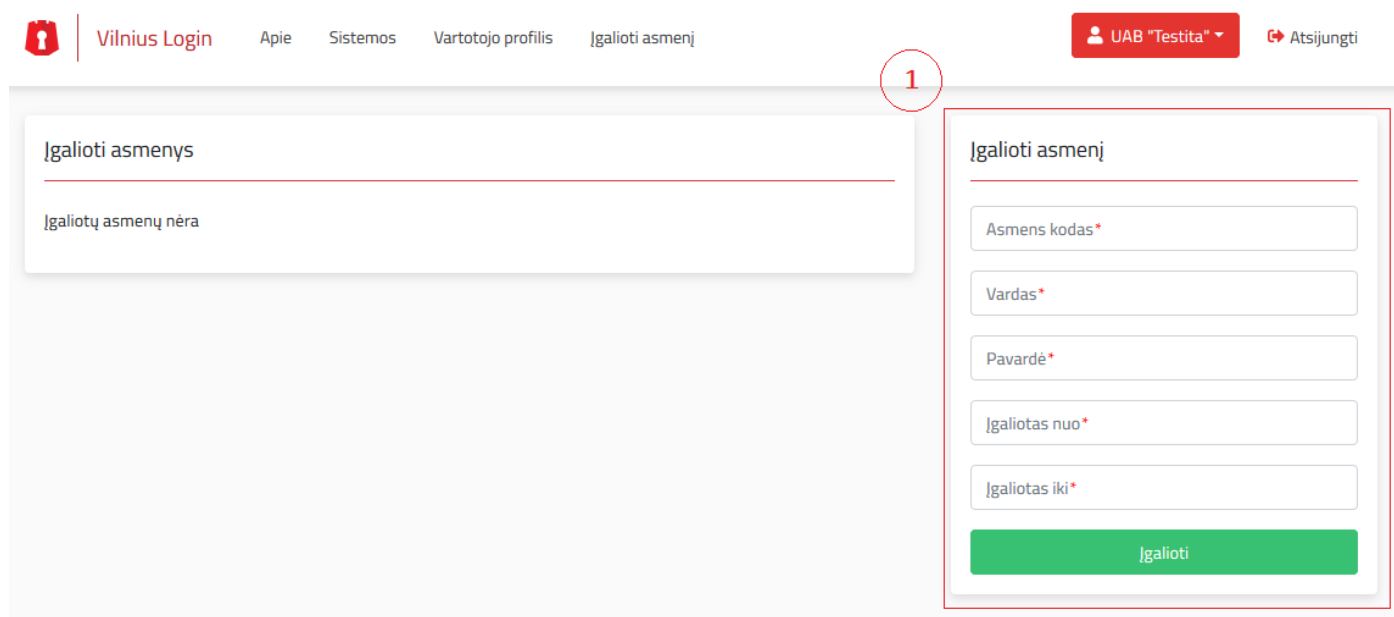 Vilnius Login Apie Sistemos Vartotojo profilis Įgalioti asmenį UAB "Testita" Atsijungti
1
Įgalioti asmenys
Įgaliotų asmenų nėra
Įgalioti asmenį
Asmens kodas*
Vardas*
Pavardė*
Įgaliotas nuo*
Įgaliotas iki*
Įgalioti